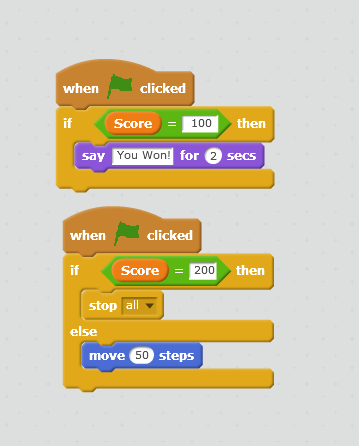 when clicked
if Score = 100 then
say You Won! for 2 secs
when clicked
if Score = 200 then
stop all
else
move 50 steps